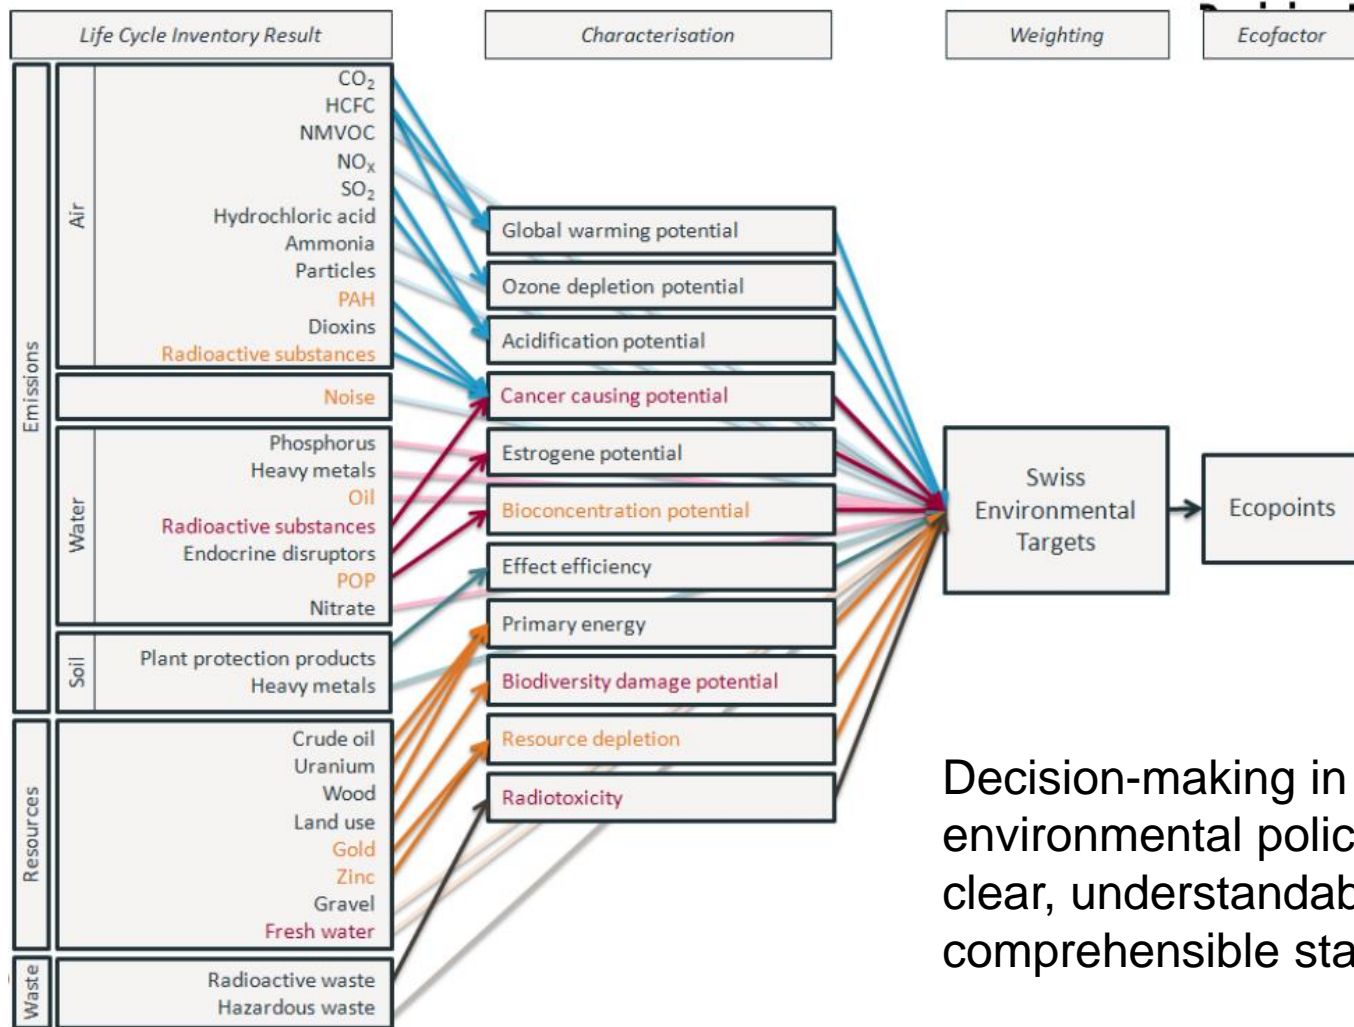 Life Cycle Inventory Result
Characterisation
Weighting
Ecofactor
Emissions
Air
CO₂
HCFC
NMVOC
NOₓ
SO₂
Hydrochloric acid
Ammonia
Particles
PAH
Dioxins
Radioactive substances
Noise
Water
Phosphorus
Heavy metals
Oil
Radioactive substances
Endocrine disruptors
POP
Nitrate
Soil
Plant protection products
Heavy metals
Resources
Crude oil
Uranium
Wood
Land use
Gold
Zinc
Gravel
Fresh water
Waste
Radioactive waste
Hazardous waste
Global warming potential
Ozone depletion potential
Acidification potential
Cancer causing potential
Estrogene potential
Bioconcentration potential
Effect efficiency
Primary energy
Biodiversity damage potential
Resource depletion
Radiotoxicity
Swiss
Environmental
Targets
Ecopoints
Decision-making in
environmental
clear,
comprehensible